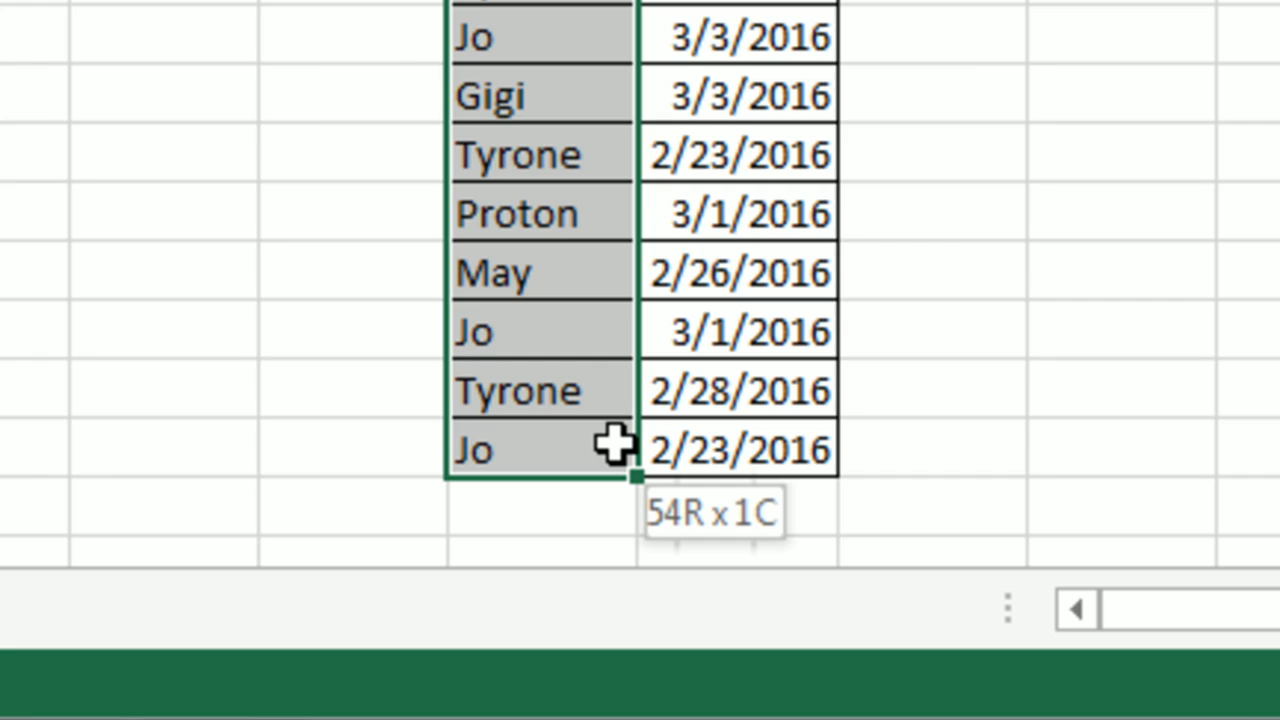 Jo 3/3/2016
Gigi 3/3/2016
Tyrone 2/23/2016
Proton 3/1/2016
May 2/26/2016
Jo 3/1/2016
Tyrone 2/28/2016
Jo 2/23/2016
54R x 1C